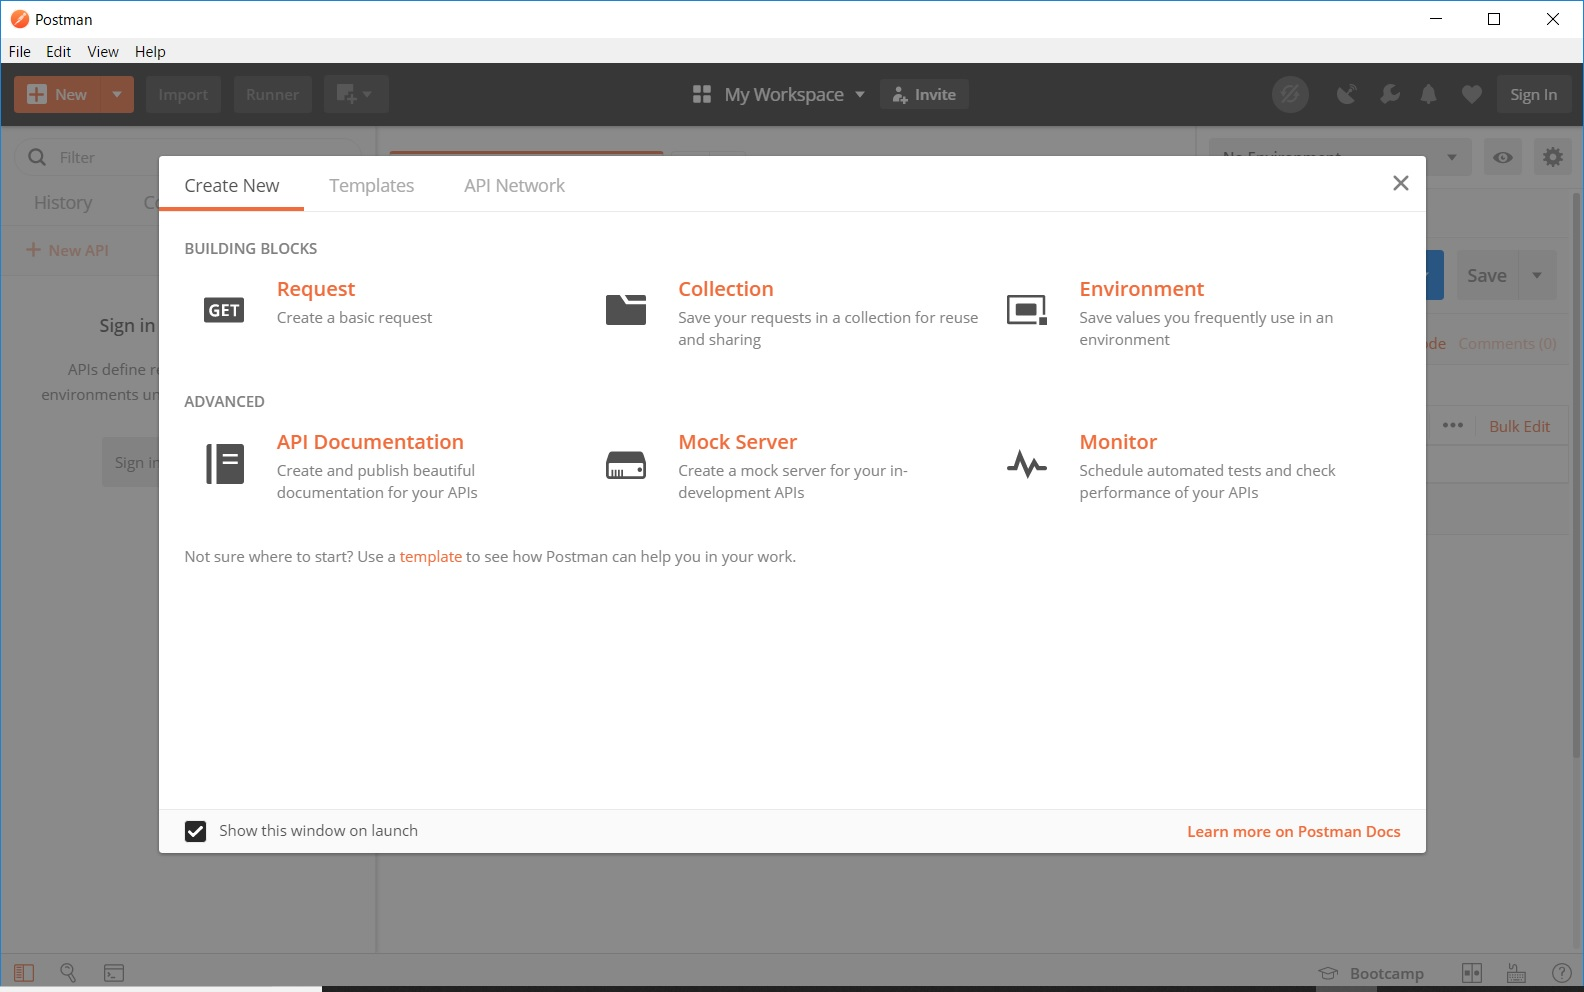 Postman
File Edit View Help
New Import Runner My Workspace Invite Sign In
Filter
History
New API
Sign in
APIs define
environments
Sign in
Save
Comments (0)
Bulk Edit
Create New Templates API Network
BUILDING BLOCKS
GET
Request
Create a basic request
Collection
Save your requests in a collection for reuse
and sharing
Environment
Save values you frequently use in an
environment
ADVANCED
API Documentation
Create and publish beautiful
documentation for your APIs
Mock Server
Create a mock server for your in-
development APIs
Monitor
Schedule automated tests and check
performance of your APIs
Not sure where to start? Use a template to see how Postman can help you in your work.
Show this window on launch
Learn more on Postman Docs
Bootcamp